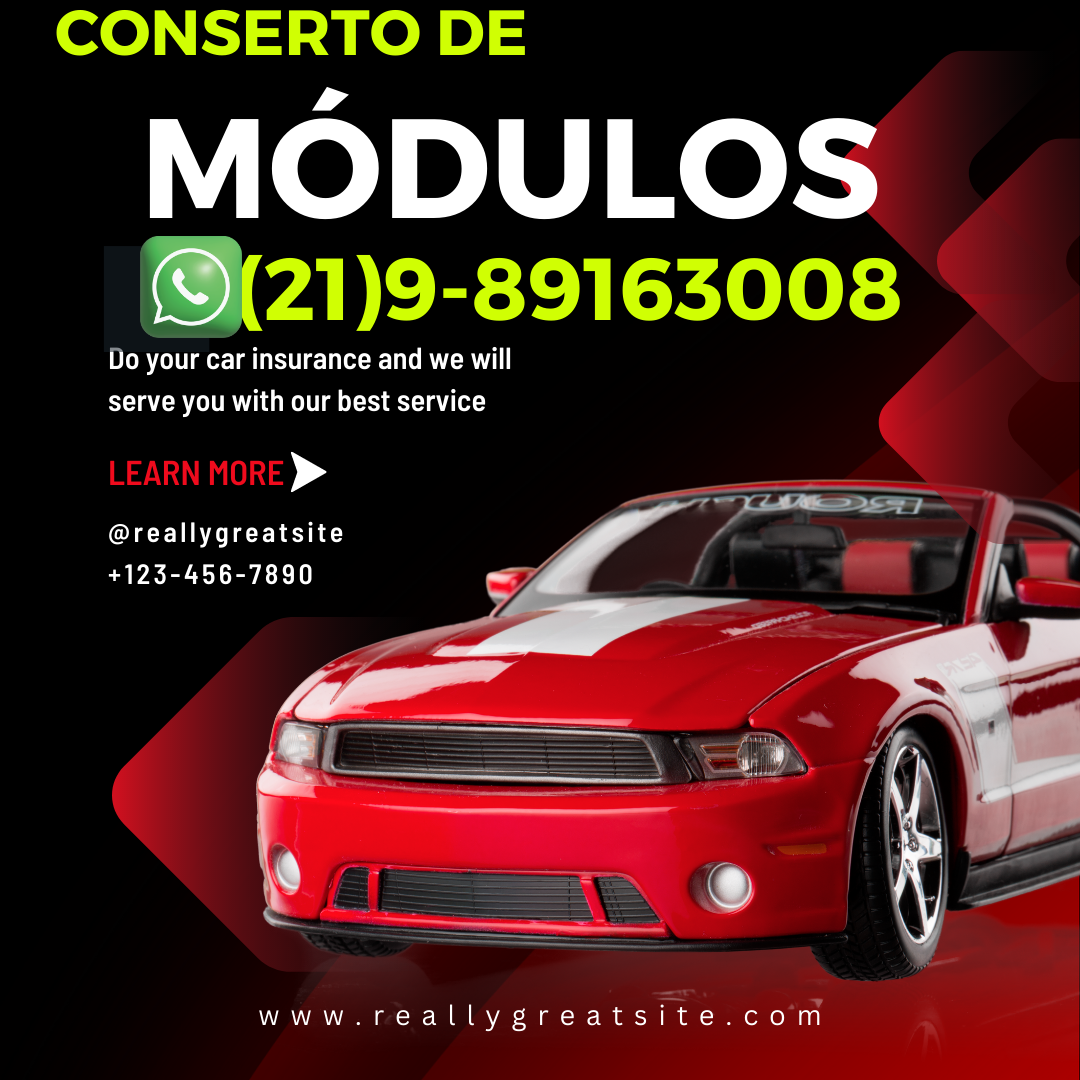 CONSERTO DE
MÓDULOS
(21)9-89163008
Do your car insurance and we will
serve you with our best service
LEARN MORE
@reallygreatsite
+123-456-7890
www.reallygreatsite.com